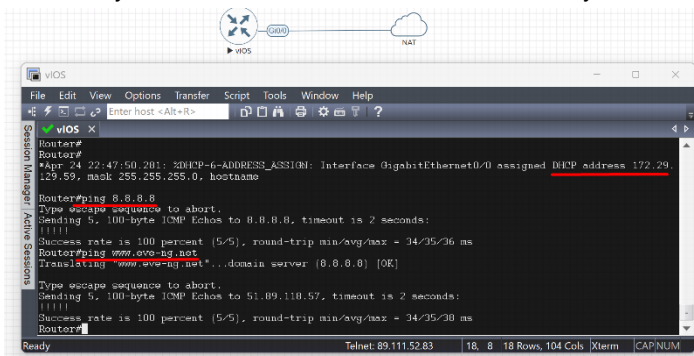 Gi0/0
vIOS
NAT
vIOS
File Edit View Options Transfer Script Tools Window Help
Enter host <Alt+R>
vIOS
Session Manager
Active Sessions
Router#
Router#
*Apr 24 22:47:50.281: %DHCP-6-ADDRESS_ASSIGN: Interface GigabitEthernet0/0 assigned DHCP address 172.29.
129.59, mask 255.255.255.0, hostname
Router#ping 8.8.8.8
Type escape sequence to abort.
Sending 5, 100-byte ICMP Echos to 8.8.8.8, timeout is 2 seconds:
!!!!!
Success rate is 100 percent (5/5), round-trip min/avg/max = 34/35/36 ms
Router#ping www.eve-ng.net
Translating "www.eve-ng.net"...domain server (8.8.8.8) [OK]
Type escape sequence to abort.
Sending 5, 100-byte ICMP Echos to 51.89.118.57, timeout is 2 seconds:
!!!!!
Success rate is 100 percent (5/5), round-trip min/avg/max = 34/35/38 ms
Router#
Ready Telnet: 89.111.52.83 18, 8 18 Rows, 104 Cols Xterm CAP NUM